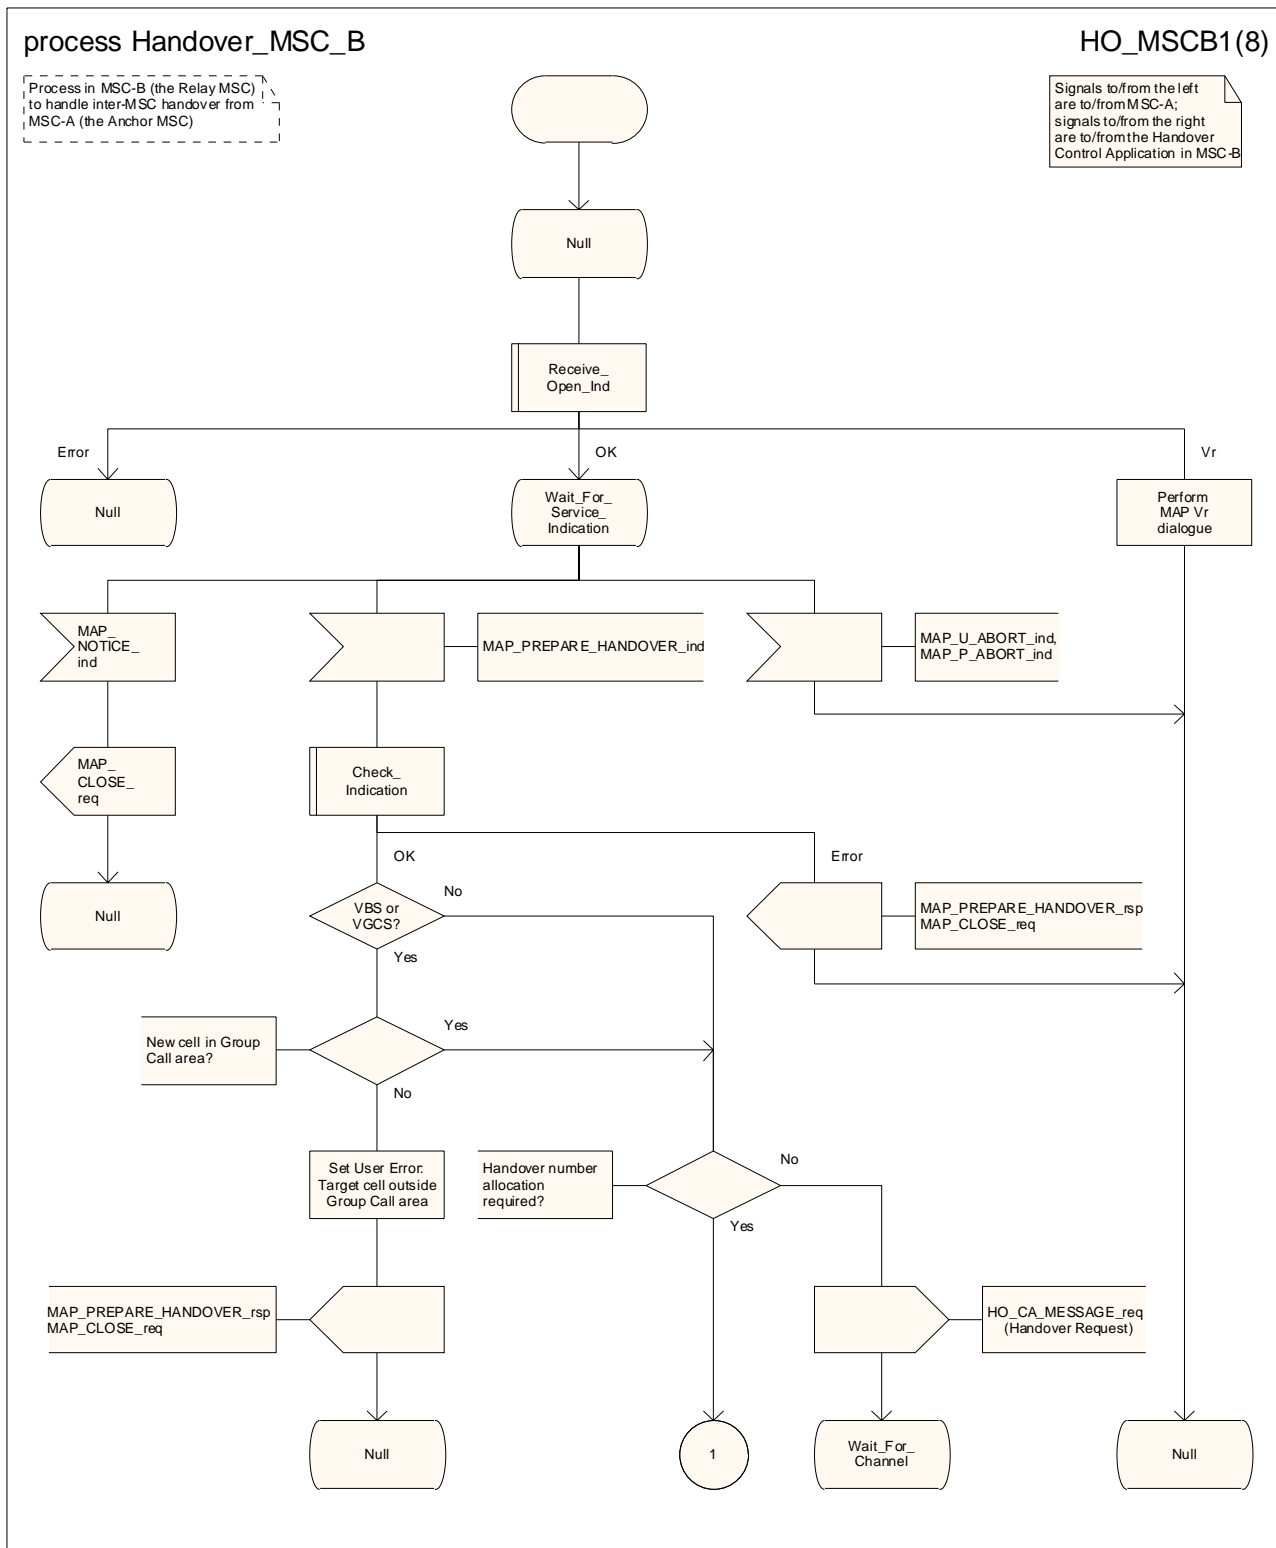 process Handover_MSC_B
HO_MSCB1(8)
Process in MSC-B (the Relay MSC)
to handle inter-MSC handover from
MSC-A (the Anchor MSC)
Signals to/from the left
are to/from MSC-A;
signals to/from the right
are to/from the Handover
Control Application in MSC-B
Null
Receive_
Open_Ind
Error
OK
Vr
Null
Wait_For_
Service_
Indication
Perform
MAP Vr
dialogue
MAP_
NOTICE_
ind
MAP_PREPARE_HANDOVER_ind
MAP_U_ABORT_ind,
MAP_P_ABORT_ind
MAP_
CLOSE_
req
Check_
Indication
OK
Error
Null
VBS or
VGCS?
No
Yes
MAP_PREPARE_HANDOVER_rsp
MAP_CLOSE_req
New cell in Group
Call area?
Yes
No
Set User Error:
Target cell outside
Group Call area
Handover number
allocation
required?
No
Yes
MAP_PREPARE_HANDOVER_rsp
MAP_CLOSE_req
HO_CA_MESSAGE_req
(Handover Request)
Null
1
Wait_For_
Channel
Null